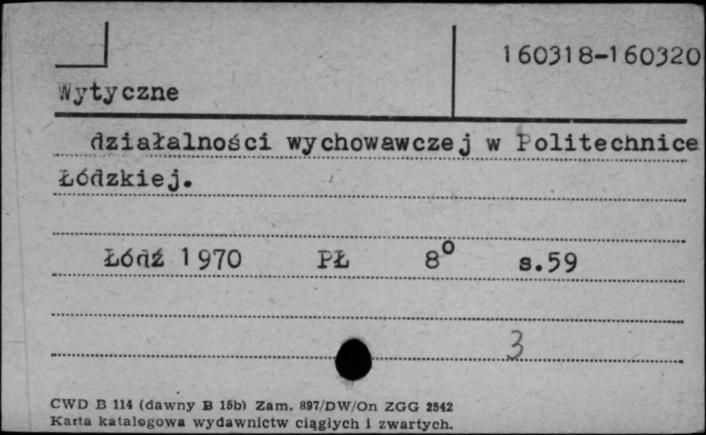 160318-160320
Wytyczne
działalności wychowawczej w Politechnice
Łódzkiej.
Łódź 1970 PŁ 8° s.59
3
CWD B 114 (dawny B 15b) Zam. 897/DW/On ZGG 2542
Karta katalogowa wydawnictw ciągłych i zwartych.